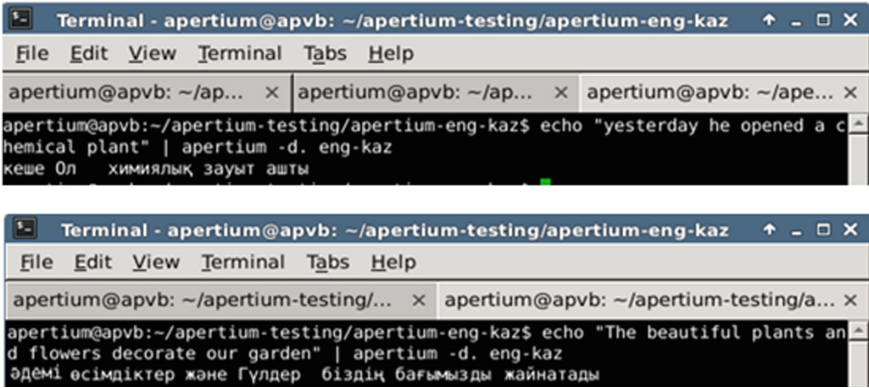 Terminal - apertium@apvb: ~/apertium-testing/apertium-eng-kaz
File Edit View Terminal Tabs Help
apertium@apvb: ~/ap... × apertium@apvb: ~/ap... × apertium@apvb: ~/ape... ×
apertium@apvb:~/apertium-testing/apertium-eng-kaz$ echo "yesterday he opened a c
hemical plant" | apertium -d. eng-kaz
кеше Ол химиялық зауыт ашты
Terminal - apertium@apvb: ~/apertium-testing/apertium-eng-kaz
File Edit View Terminal Tabs Help
apertium@apvb: ~/apertium-testing/... × apertium@apvb: ~/apertium-testing/a... ×
apertium@apvb:~/apertium-testing/apertium-eng-kaz$ echo "The beautiful plants an
d flowers decorate our garden" | apertium -d. eng-kaz
әдемі өсімдіктер және Гүлдер біздің бағымызды жайнатады